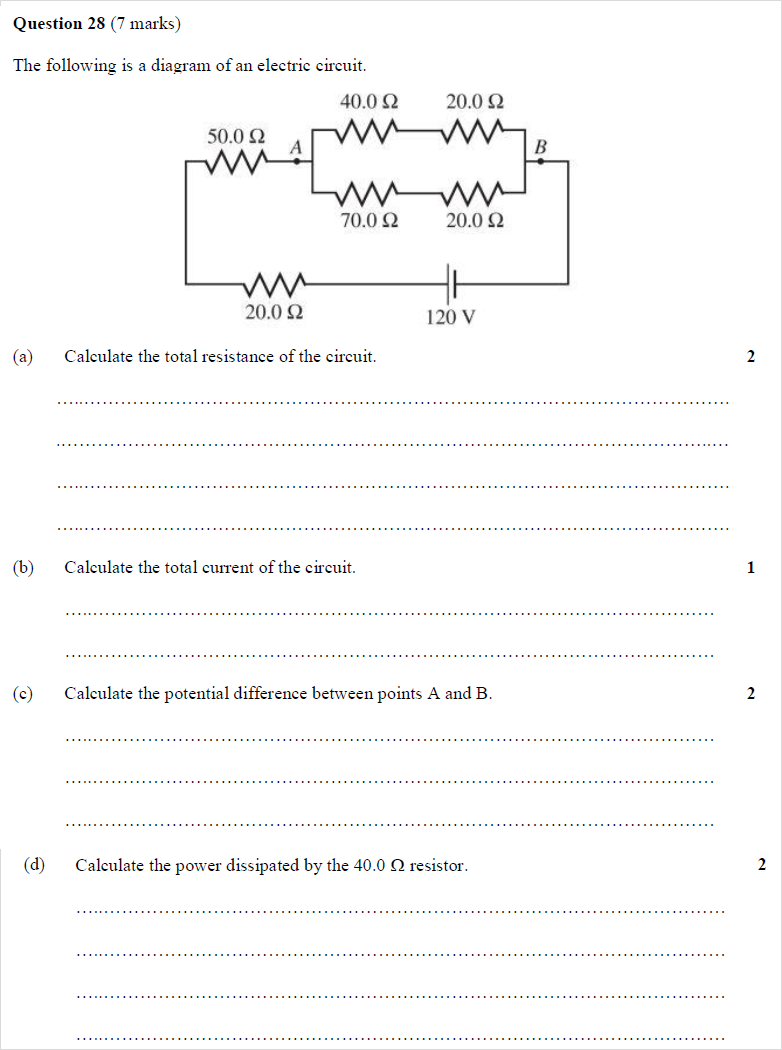 Question 28 (7 marks)
The following is a diagram of an electric circuit.
40.0 Ω 20.0 Ω
50.0 Ω A B
70.0 Ω 20.0 Ω
20.0 Ω 120 V
(a) Calculate the total resistance of the circuit. 2
(b) Calculate the total current of the circuit. 1
(c) Calculate the potential difference between points A and B. 2
(d) Calculate the power dissipated by the 40.0 Ω resistor. 2